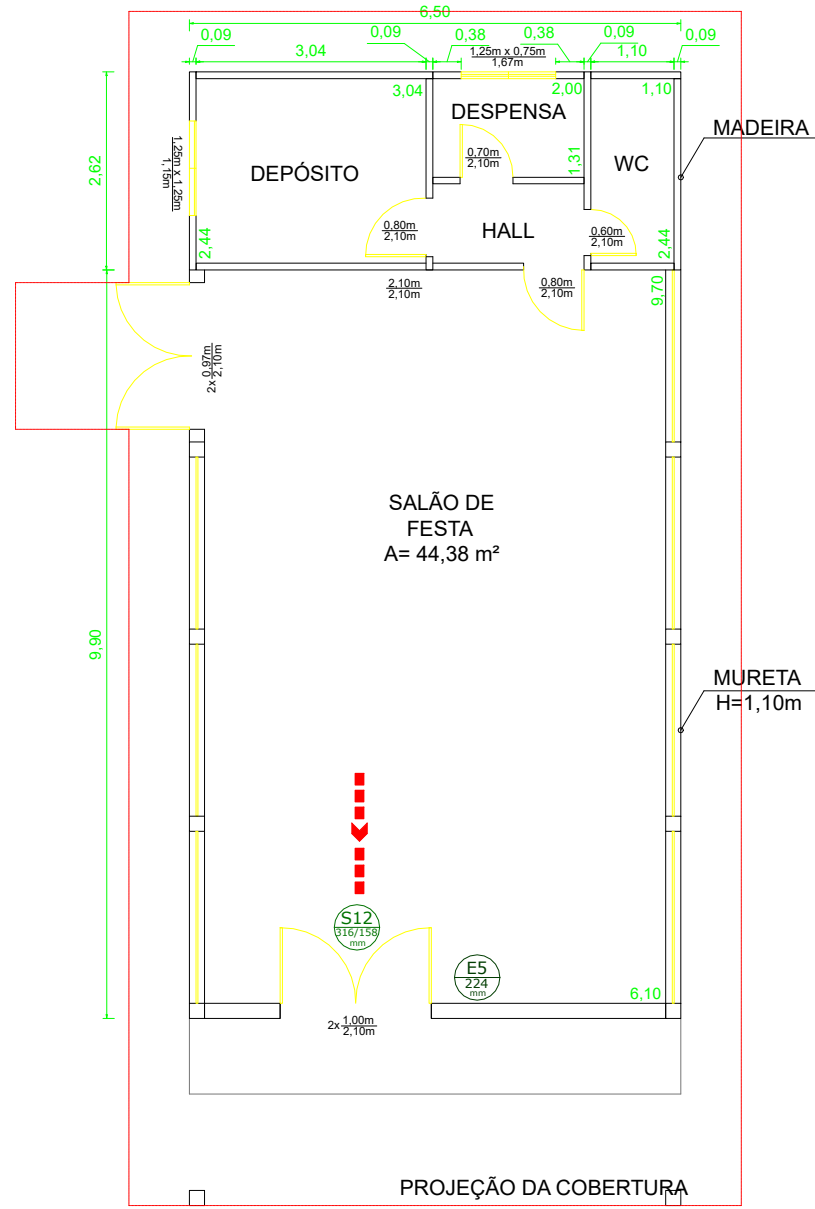 6,50
0,09
3,04
0,09
0,38
0,38
0,09
1,10
0,09
1,25m x 0,75m
1,67m
3,04
2,00
1,10
DESPENSA
MADEIRA
1,25m x 1,25m
1,15m
2,62
DEPÓSITO
0,70m
2,10m
1,31
WC
0,80m
2,10m
HALL
0,60m
2,10m
2,44
2,44
2,10m
2,10m
0,80m
2,10m
9,70
2x 0,97m
2,10m
SALÃO DE
FESTA
A= 44,38 m²
9,90
MURETA
H=1,10m
S12
316/158
mm
E5
224
mm
6,10
2x 1,00m
2,10m
PROJEÇÃO DA COBERTURA